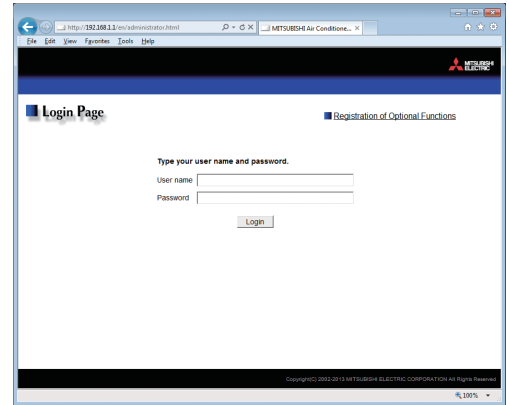 http://192.168.1.1/en/administrator.html
MITSUBISHI Air Conditione...
File Edit View Favorites Tools Help
MITSUBISHI
ELECTRIC
Login Page
Registration of Optional Functions
Type your user name and password.
User name
Password
Login
Copyright(C) 2002-2013 MITSUBISHI ELECTRIC CORPORATION All Rights Reserved
100%